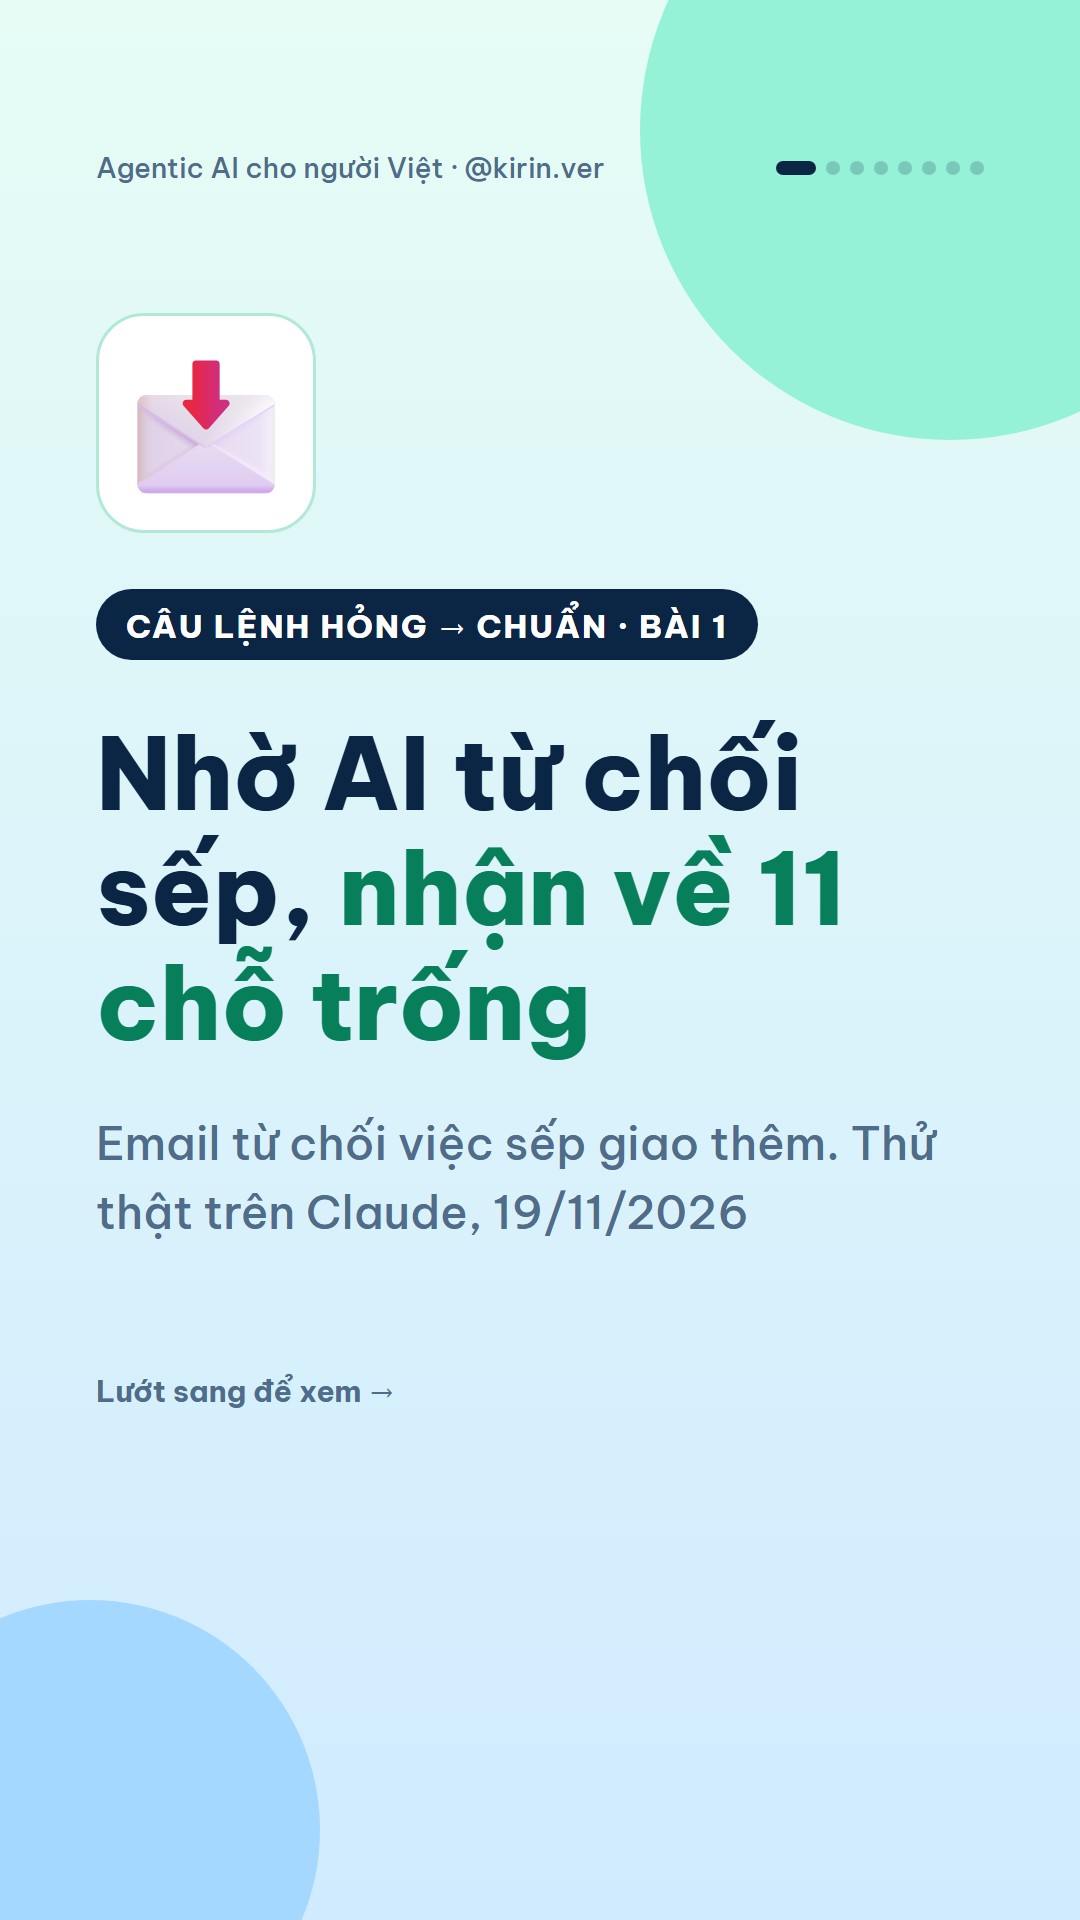 Agentic AI cho người Việt · @kirin.ver
CÂU LỆNH HỎNG → CHUẨN · BÀI 1
Nhờ AI từ chối
sếp, nhận về 11
chỗ trống
Email từ chối việc sếp giao thêm. Thử
thật trên Claude, 19/11/2026
Lướt sang để xem →